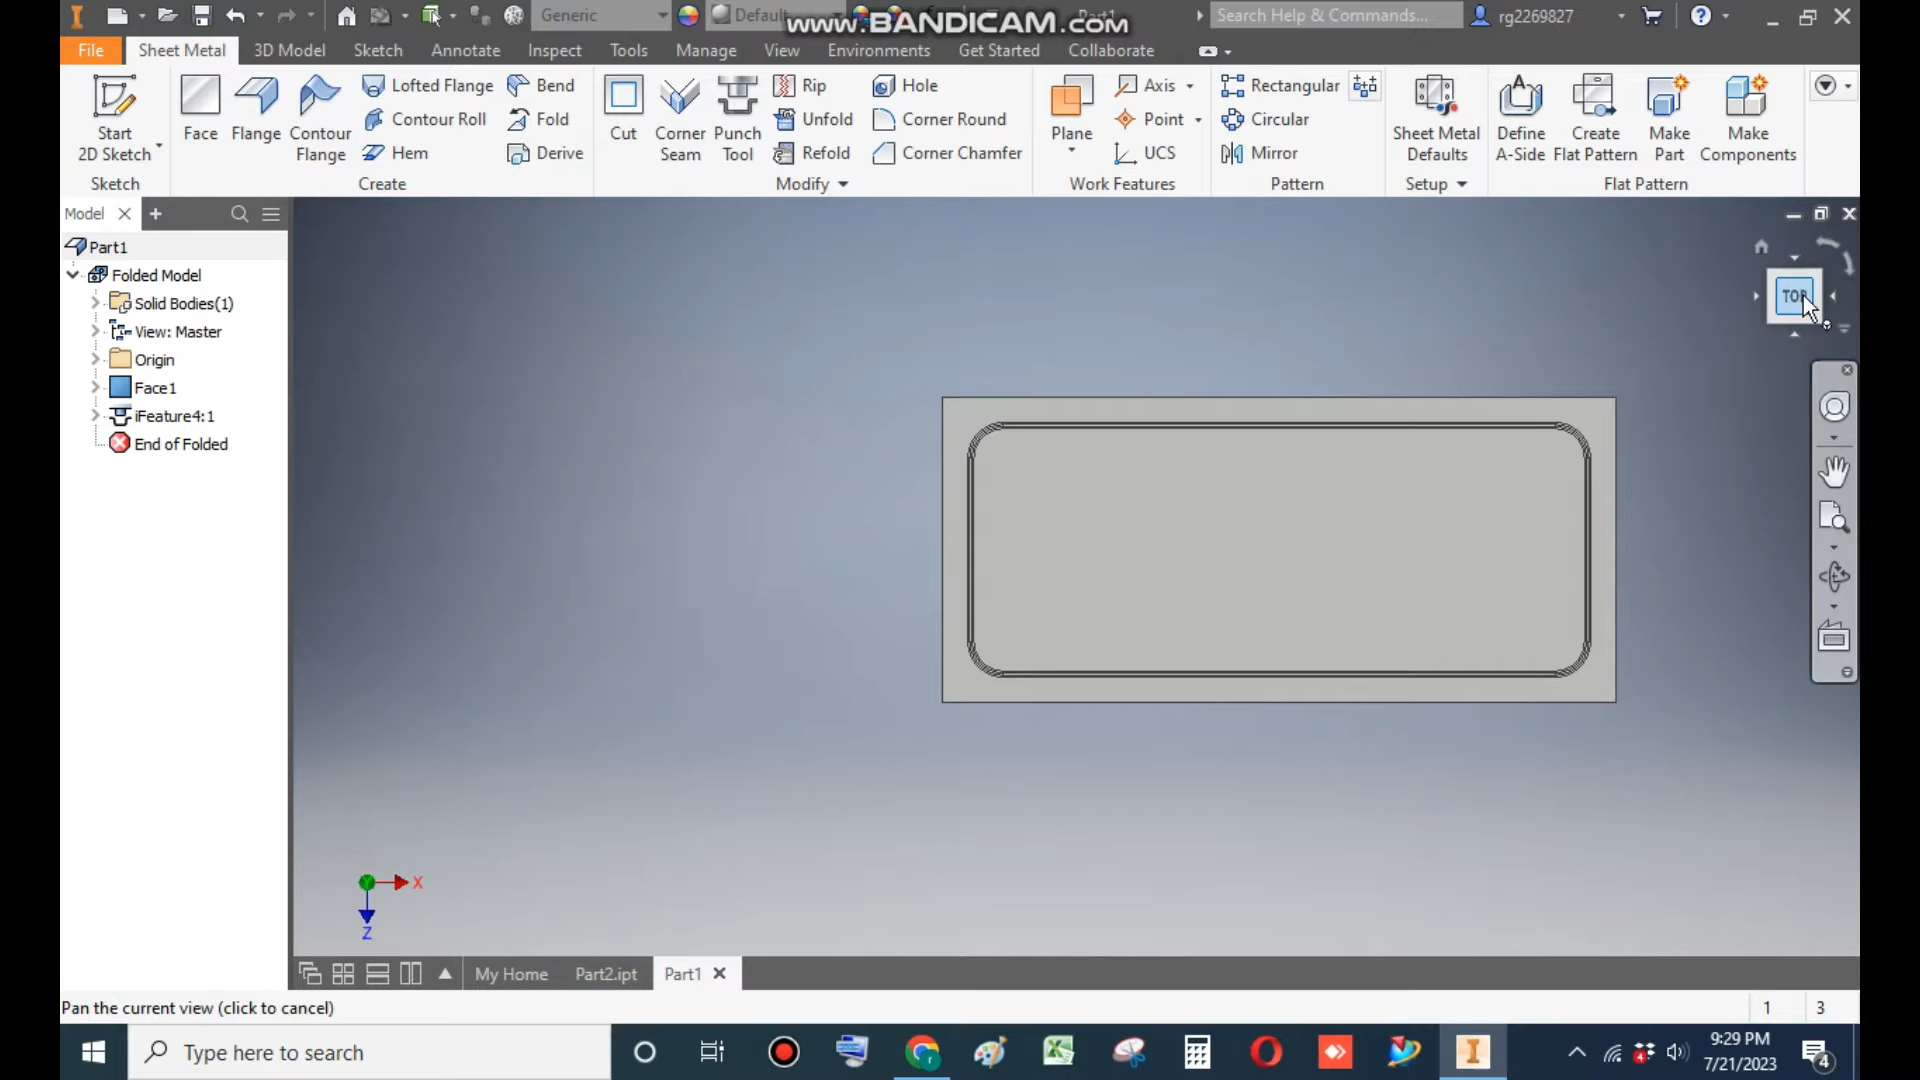 Generic
Default
www.BANDICAM.com
Part1
Search Help & Commands...
rg2269827
File
Sheet Metal
3D Model
Sketch
Annotate
Inspect
Tools
Manage
View
Environments
Get Started
Collaborate
Start
2D Sketch
Face
Flange
Contour
Flange
Lofted Flange
Contour Roll
Hem
Bend
Fold
Derive
Cut
Corner
Seam
Punch
Tool
Rip
Unfold
Refold
Hole
Corner Round
Corner Chamfer
Plane
Axis
Point
UCS
Rectangular
Circular
Mirror
Sheet Metal
Defaults
Define
A-Side
Create
Flat Pattern
Make
Part
Make
Components
Sketch
Create
Modify
Work Features
Pattern
Setup
Flat Pattern
Model
Part1
Folded Model
Solid Bodies(1)
View: Master
Origin
Face1
iFeature4:1
End of Folded
TOP
X
Z
My Home
Part2.ipt
Part1
Pan the current view (click to cancel)
1
3
Type here to search
9:29 PM
7/21/2023
4